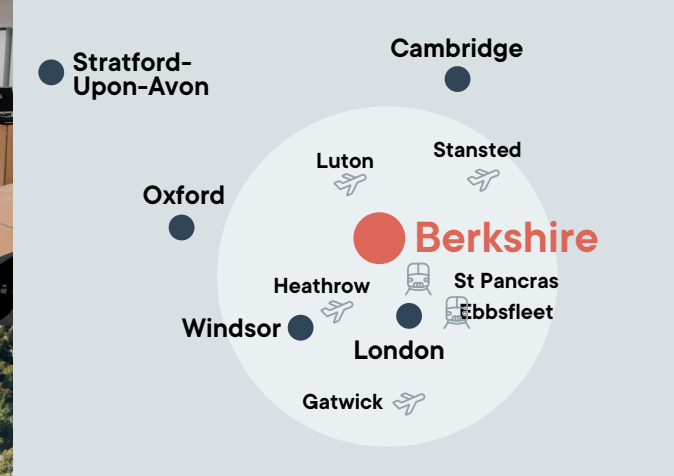 Cambridge
Stratford-
Upon-Avon
Stansted
Luton
Oxford
Berkshire
St Pancras
Heathrow
Ebbsfleet
Windsor
London
Gatwick